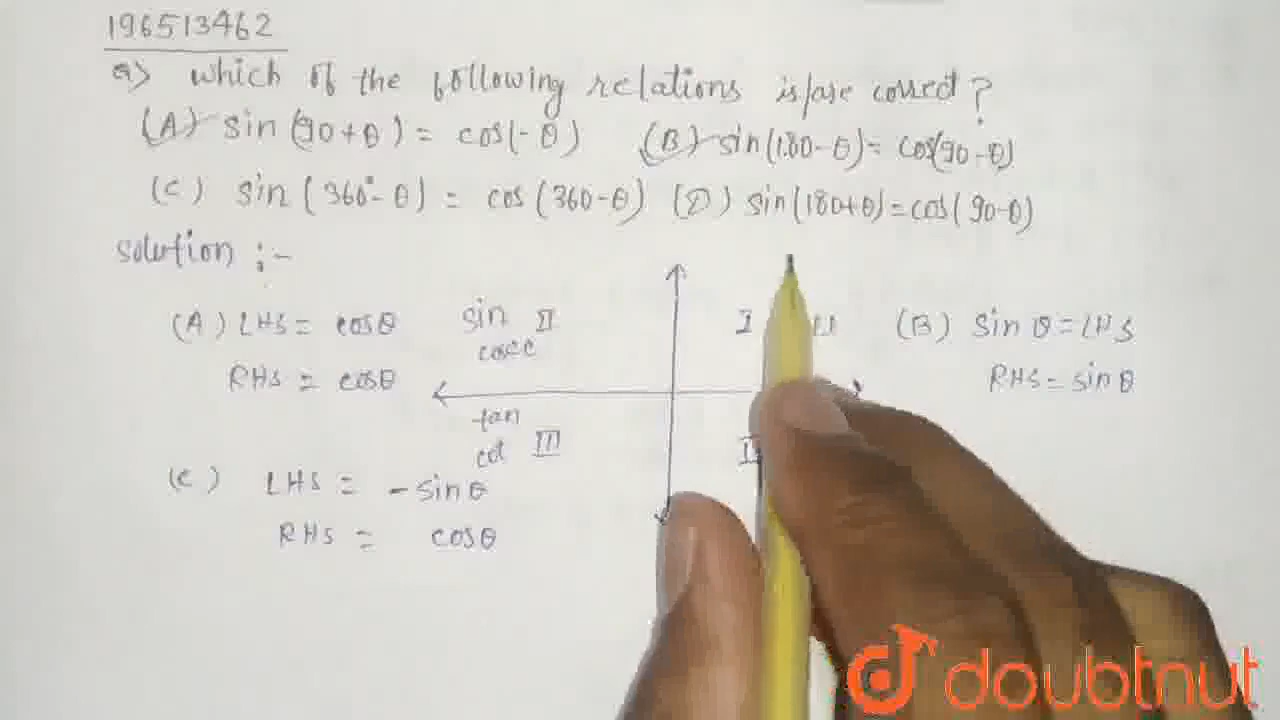 196513462
Q) which of the following relations is/are correct?
(A) sin(90+θ) = cos(-θ) (B) sin(180-θ)= cos(90-θ)
(C) sin(360°-θ) = cos(360-θ) (D) sin(180+θ)=cos(90-θ)
solution :-
(A) LHS = cosθ
RHS = cosθ
sin II
cosec
I
(B) sin θ = LHS
RHS = sin θ
tan
cot III
(C) LHS = - sinθ
RHS = cosθ
doubtnut